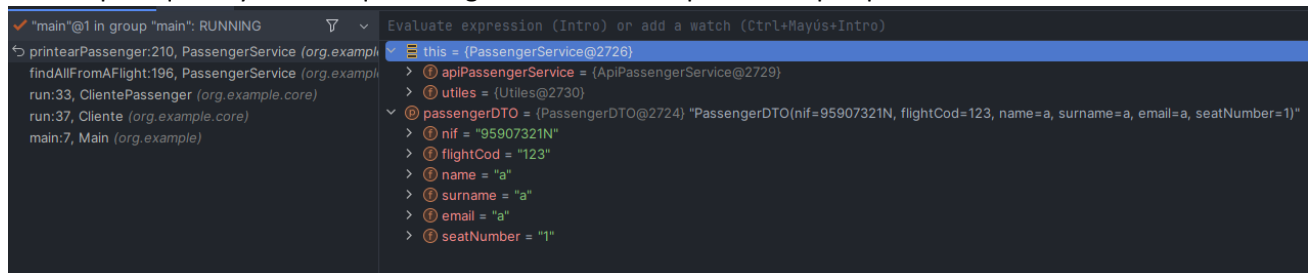 "main"@1 in group "main": RUNNING
Evaluate expression (Intro) or add a watch (Ctrl+Mayús+Intro)
printearPassenger:210, PassengerService (org.exampl
findAllFromAFlight:196, PassengerService (org.exampl
run:33, ClientePassenger (org.example.core)
run:37, Cliente (org.example.core)
main:7, Main (org.example)
this = {PassengerService@2726}
apiPassengerService = {ApiPassengerService@2729}
utiles = {Utiles@2730}
passengerDTO = {PassengerDTO@2724} "PassengerDTO(nif=95907321N, flightCod=123, name=a, surname=a, email=a, seatNumber=1)"
nif = "95907321N"
flightCod = "123"
name = "a"
surname = "a"
email = "a"
seatNumber = "1"